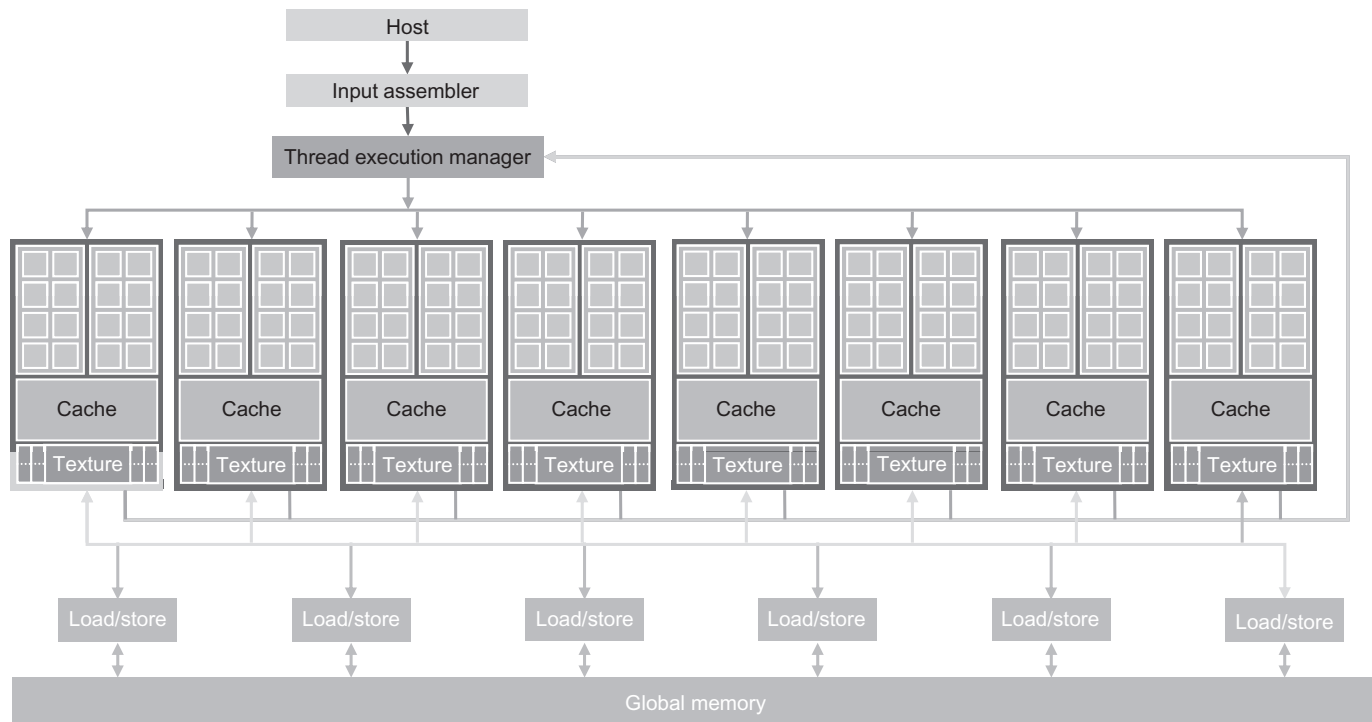 Host
Input assembler
Thread execution manager
Cache Cache Cache Cache Cache Cache Cache Cache
Texture Texture Texture Texture Texture Texture Texture Texture
Load/store Load/store Load/store Load/store Load/store Load/store
Global memory